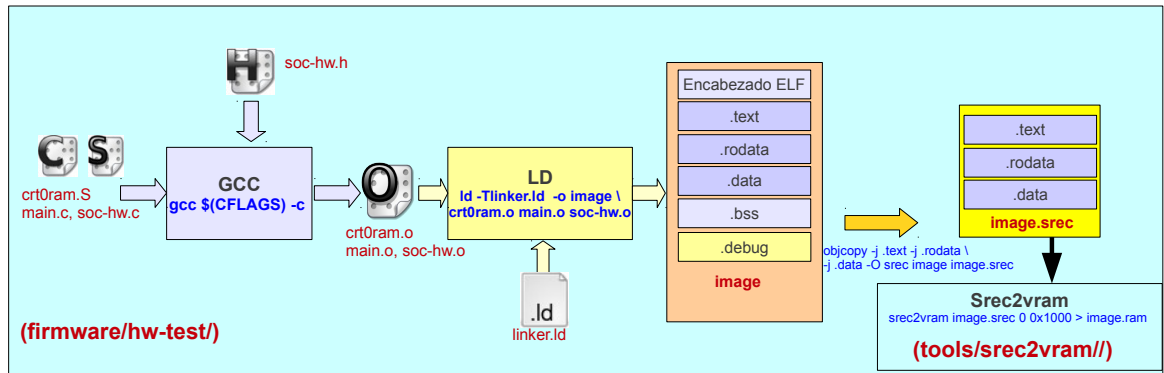 soc-hw.h
H
C S
crt0ram.S
main.c, soc-hw.c
GCC
gcc $(CFLAGS) -c
O
crt0ram.o
main.o, soc-hw.o
LD
ld -Tlinker.ld -o image \
crt0ram.o main.o soc-hw.o
.ld
linker.ld
Encabezado ELF
.text
.rodata
.data
.bss
.debug
image
objcopy -j .text -j .rodata \
-j .data -O srec image image.srec
.text
.rodata
.data
image.srec
Srec2vram
srec2vram image.srec 0 0x1000 > image.ram
(tools/srec2vram//)
(firmware/hw-test/)